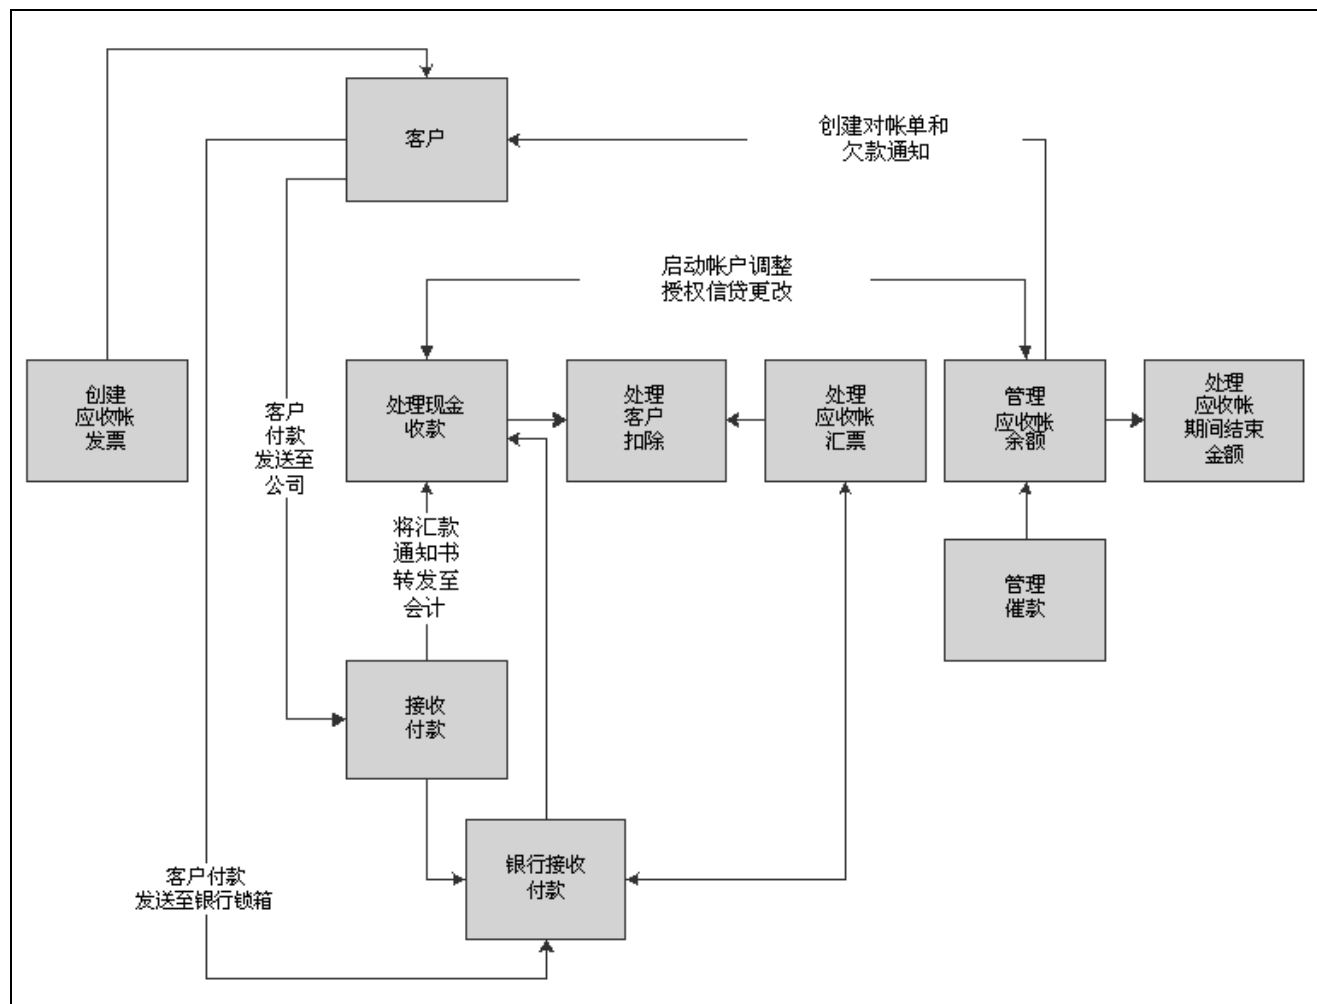 客户
创建对帐单和
欠款通知
启动帐户调整
授权信贷更改
创建
应收帐
发票
客户
付款
发送至
公司
处理现金
收款
处理
客户
扣除
处理
应收帐
汇票
管理
应收帐
余额
处理
应收帐
期间结束
金额
将汇款
通知书
转发至
会计
管理
催款
接收
付款
银行接收
付款
客户付款
发送至银行锁箱